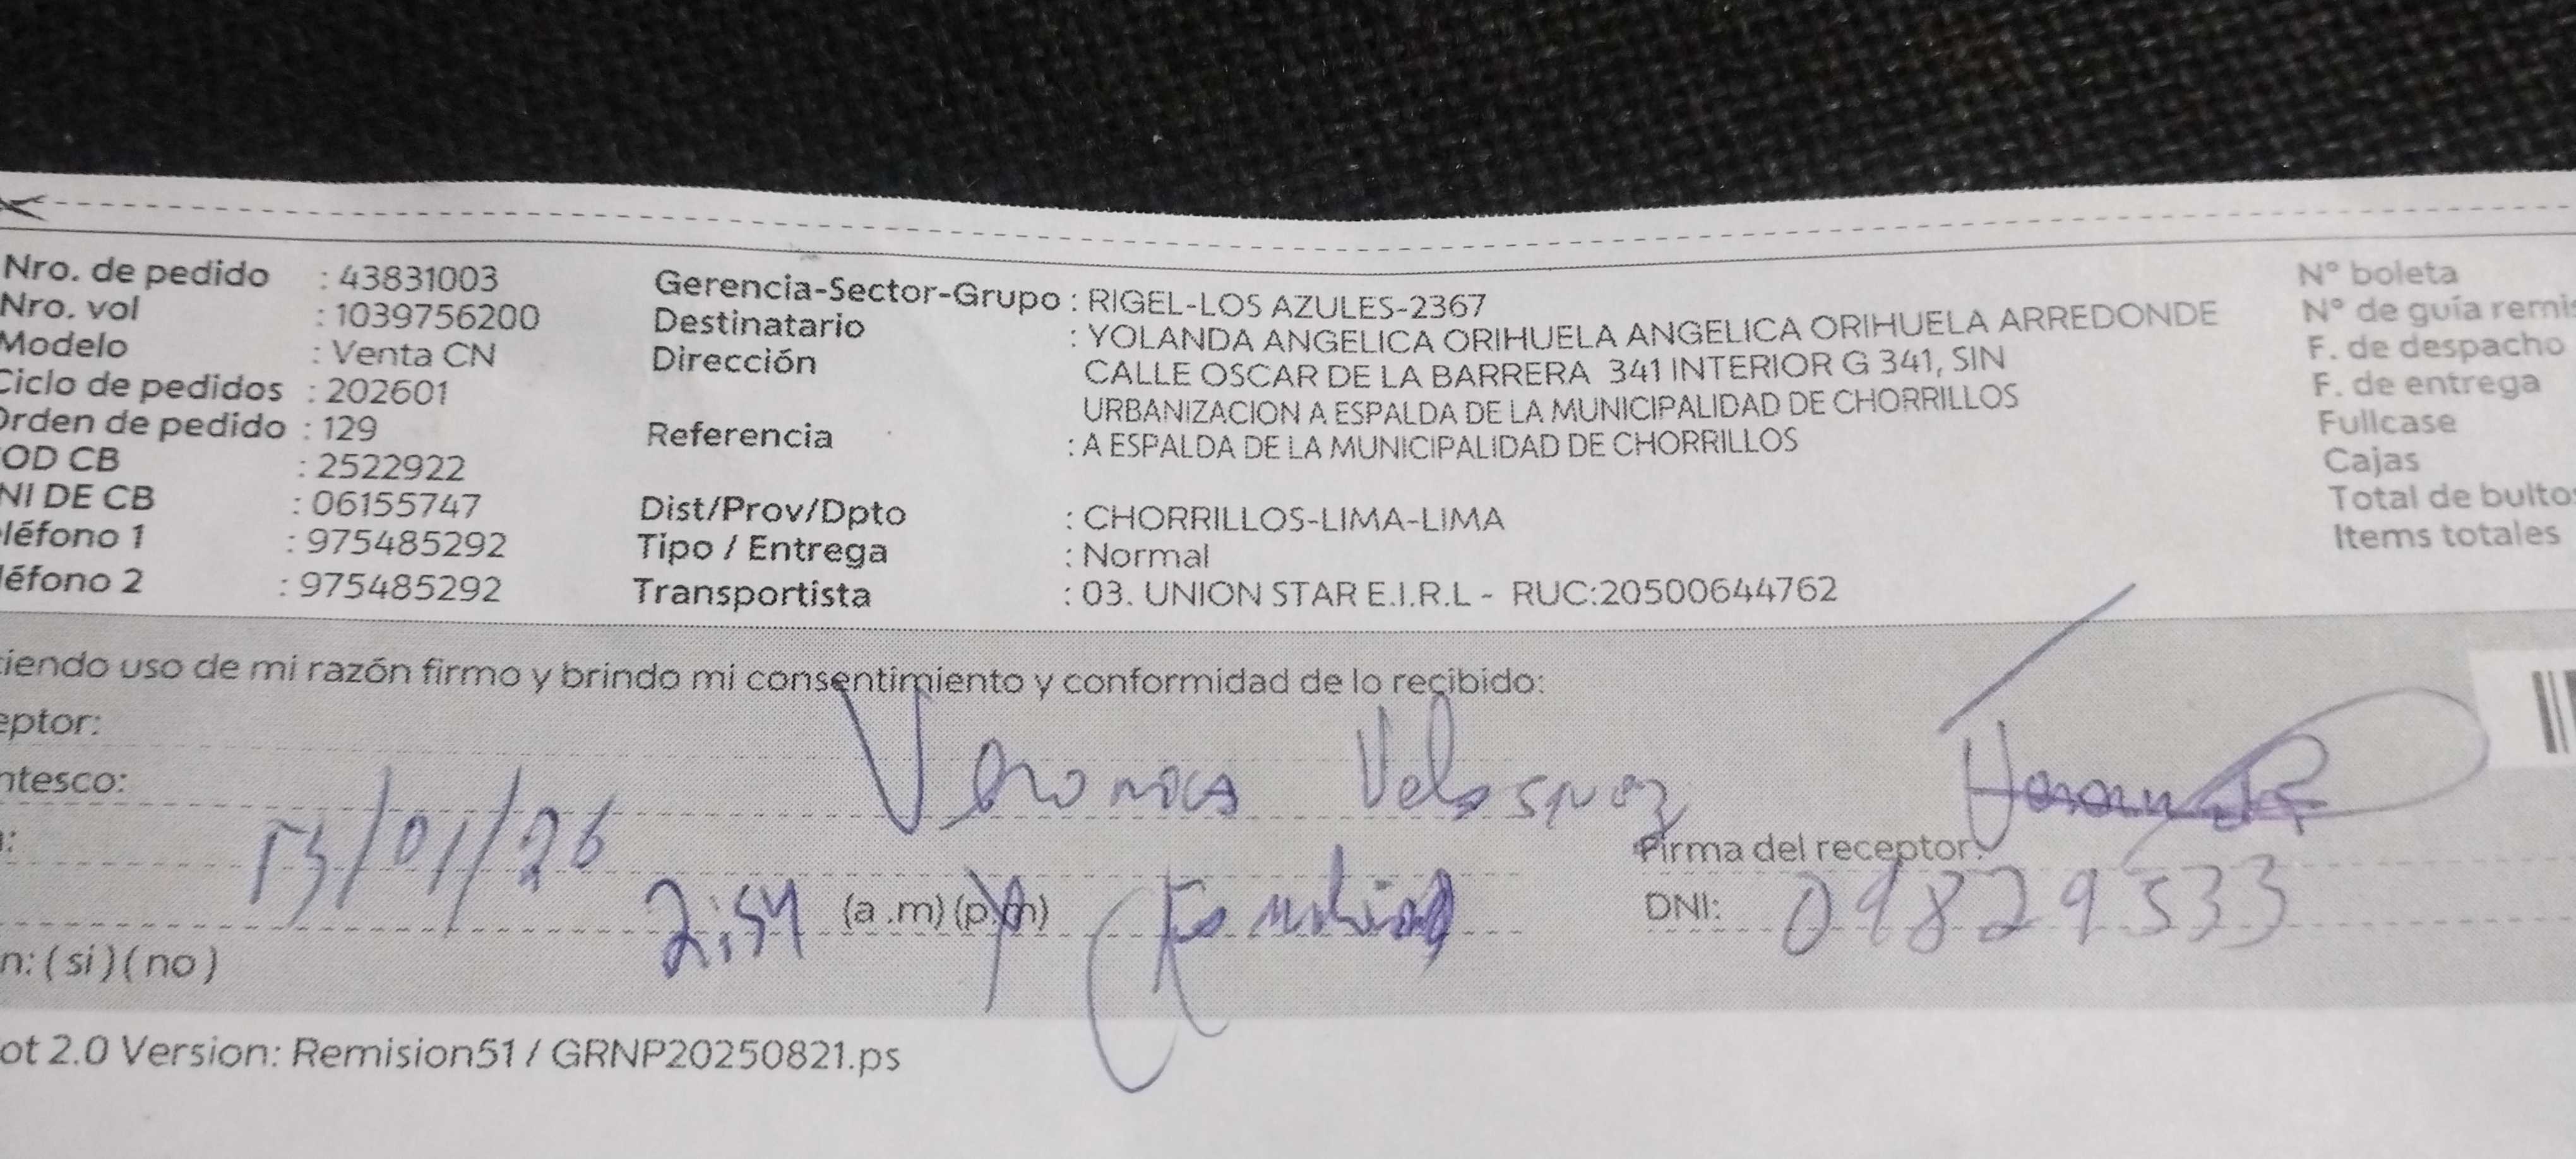 Nro. de pedido : 43831003
Nro. vol : 1039756200
Modelo : Venta CN
Ciclo de pedidos : 202601
Orden de pedido : 129
OD CB : 2522922
NI DE CB : 06155747
léfono 1 : 975485292
léfono 2 : 975485292
Gerencia-Sector-Grupo : RIGEL-LOS AZULES-2367
Destinatario : YOLANDA ANGELICA ORIHUELA ANGELICA ORIHUELA ARREDONDE
Dirección CALLE OSCAR DE LA BARRERA 341 INTERIOR G 341, SIN
URBANIZACION A ESPALDA DE LA MUNICIPALIDAD DE CHORRILLOS
Referencia : A ESPALDA DE LA MUNICIPALIDAD DE CHORRILLOS
Dist/Prov/Dpto : CHORRILLOS-LIMA-LIMA
Tipo / Entrega : Normal
Transportista : 03. UNION STAR E.I.R.L - RUC:20500644762
N° boleta
N° de guía remis
F. de despacho
F. de entrega
Fullcase
Cajas
Total de bulto
Items totales
iendo uso de mi razón firmo y brindo mi consentimiento y conformidad de lo recibido:
eptor: Veronica Velasquez
ntesco:
13/01/26
Firma del receptor:
2:54 (a .m) (p.m)
DNI: 09829533
n: ( si ) ( no )
ot 2.0 Version: Remision51 / GRNP20250821.ps